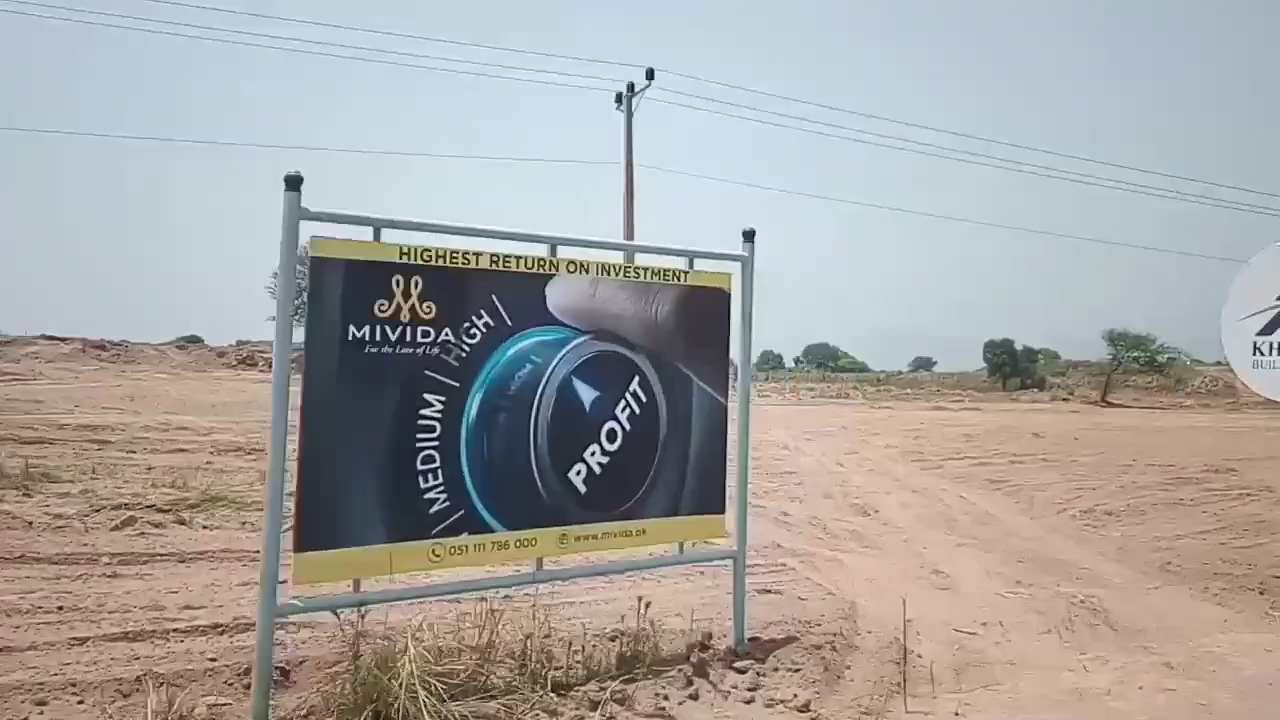 HIGHEST RETURN ON INVESTMENT
MIVIDA
For the Love of Life
MEDIUM / HIGH /
PROFIT
051 111 786 000
www.mivida.pk
KH
BUIL